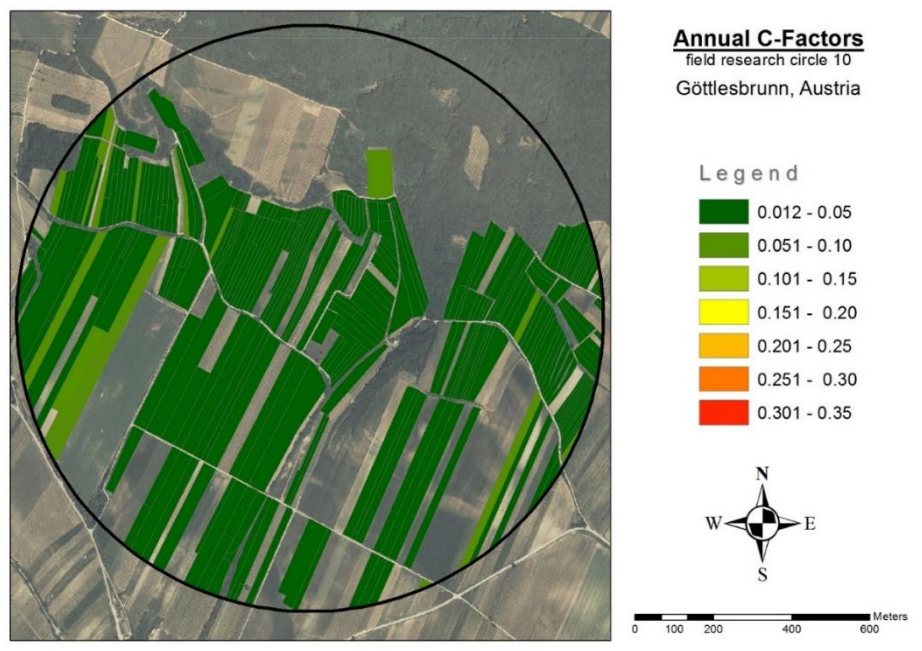 Annual C-Factors
field research circle 10
Göttlesbrunn, Austria
Legend
0.012 - 0.05
0.051 - 0.10
0.101 - 0.15
0.151 - 0.20
0.201 - 0.25
0.251 - 0.30
0.301 - 0.35
N
W E
S
Meters
0 100 200 400 600